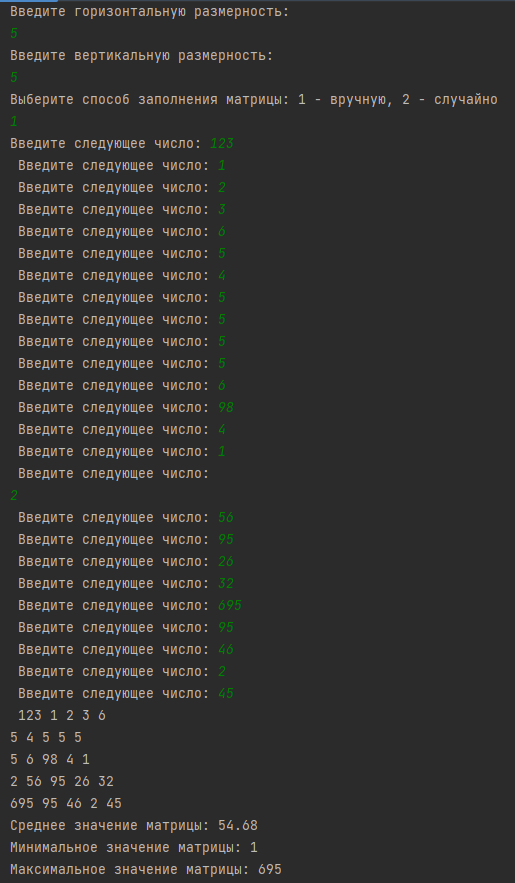 Введите горизонтальную размерность:
5
Введите вертикальную размерность:
5
Выберите способ заполнения матрицы: 1 - вручную, 2 - случайно
1
Введите следующее число: 123
Введите следующее число: 1
Введите следующее число: 2
Введите следующее число: 3
Введите следующее число: 6
Введите следующее число: 5
Введите следующее число: 4
Введите следующее число: 5
Введите следующее число: 5
Введите следующее число: 5
Введите следующее число: 5
Введите следующее число: 6
Введите следующее число: 98
Введите следующее число: 4
Введите следующее число: 1
Введите следующее число:
2
Введите следующее число: 56
Введите следующее число: 95
Введите следующее число: 26
Введите следующее число: 32
Введите следующее число: 695
Введите следующее число: 95
Введите следующее число: 46
Введите следующее число: 2
Введите следующее число: 45
123 1 2 3 6
5 4 5 5 5
5 6 98 4 1
2 56 95 26 32
695 95 46 2 45
Среднее значение матрицы: 54.68
Минимальное значение матрицы: 1
Максимальное значение матрицы: 695